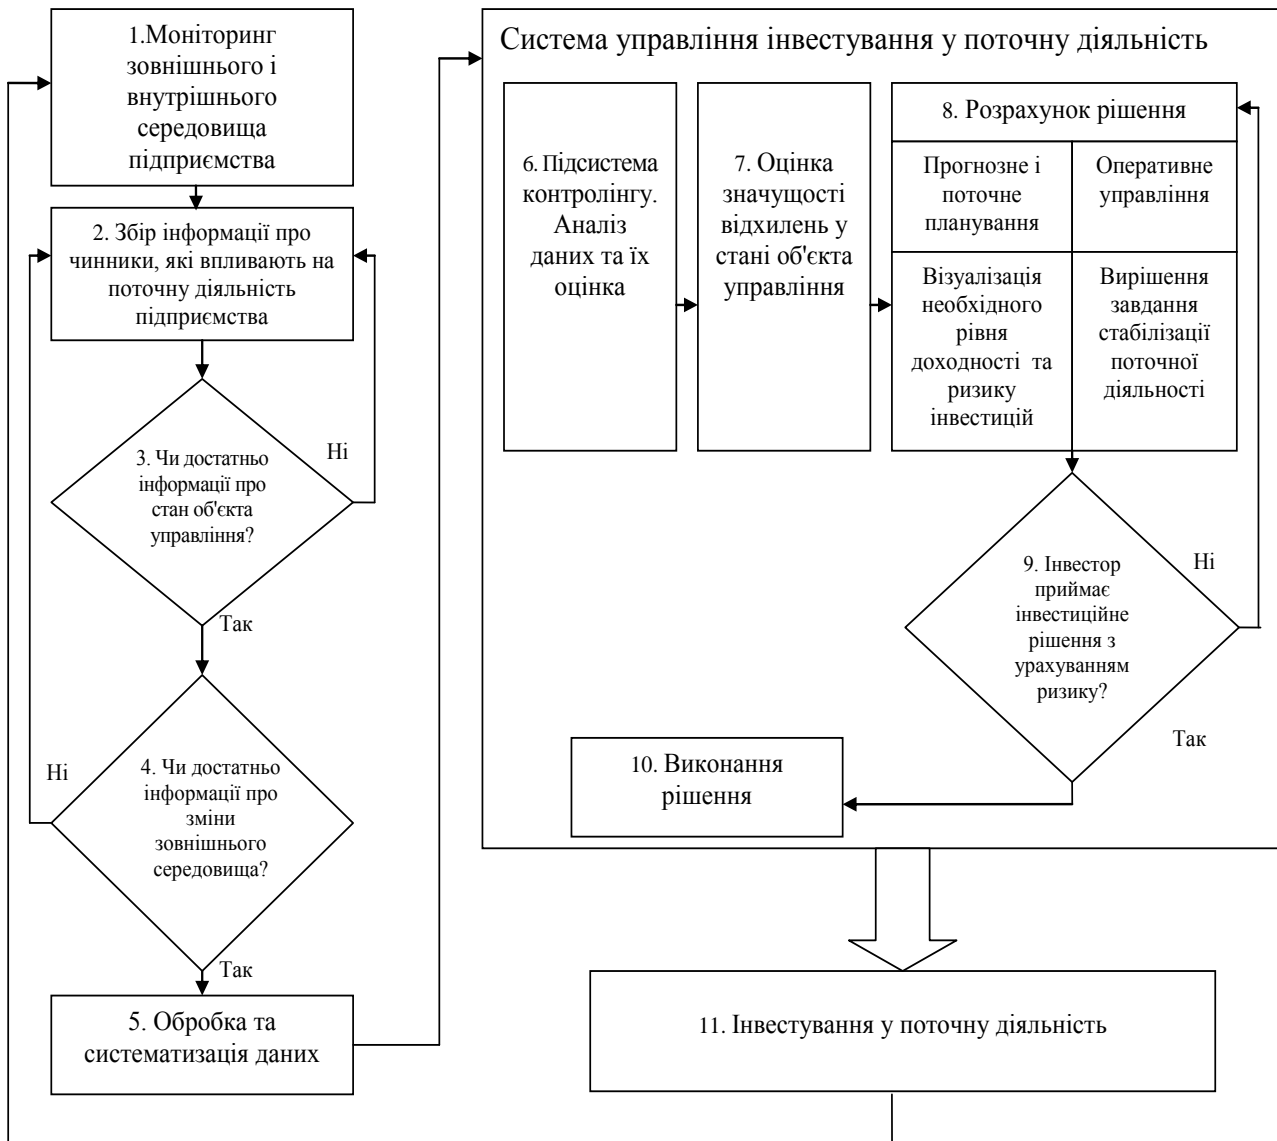 1.Моніторинг
зовнішнього і
внутрішнього
середовища
підприємства
2. Збір інформації про
чинники, які впливають на
поточну діяльність
підприємства
3. Чи достатньо
інформації про
стан об'єкта
управління?
Ні
Так
4. Чи достатньо
інформації про
зміни
зовнішнього
середовища?
Ні
Так
5. Обробка та
систематизація даних
Система управління інвестування у поточну діяльність
6. Підсистема
контролінгу.
Аналіз
даних та їх
оцінка
7. Оцінка
значущості
відхилень у
стані об'єкта
управління
8. Розрахунок рішення
Прогнозне і
поточне
планування
Оперативне
управління
Візуалізація
необхідного
рівня
доходності та
ризику
інвестицій
Вирішення
завдання
стабілізації
поточної
діяльності
9. Інвестор
приймає
інвестиційне
рішення з
урахуванням
ризику?
Ні
Так
10. Виконання
рішення
11. Інвестування у поточну діяльність